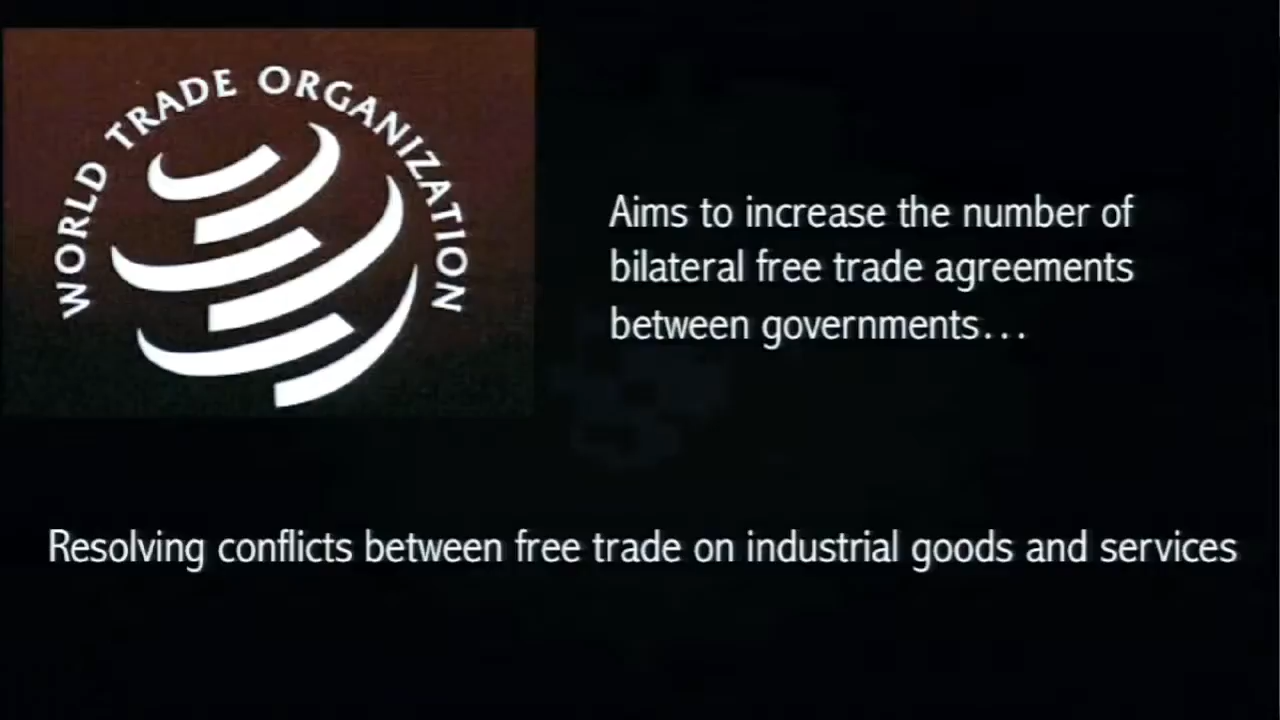 WORLD TRADE ORGANIZATION
Aims to increase the number of
bilateral free trade agreements
between governments...
Resolving conflicts between free trade on industrial goods and services